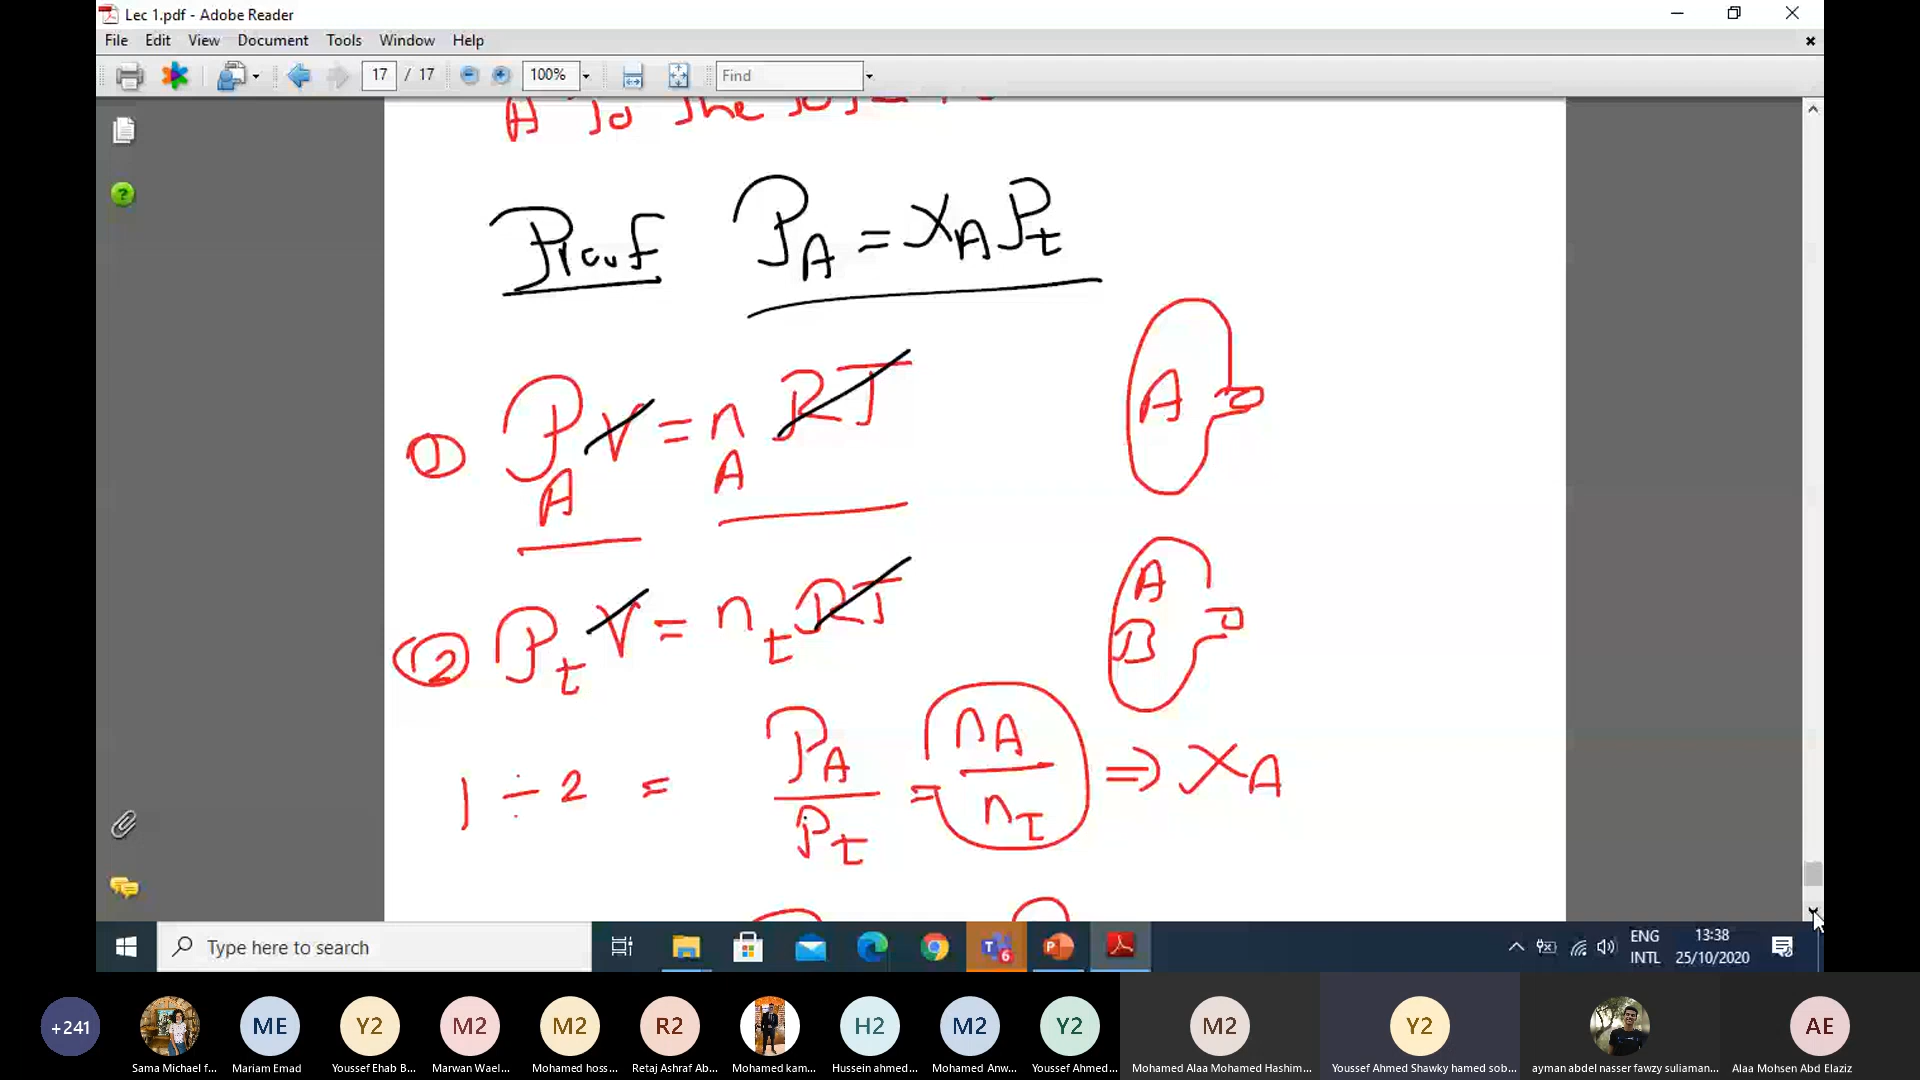 Lec 1.pdf - Adobe Reader
File Edit View Document Tools Window Help
17 / 17 100% Find
A To The
Proof P_A = X_A P_t
① P_A V = n_A RT
A
② P_t V = n_t RT
A
B
1 ÷ 2 = P_A / P_t = n_A / n_T ⇒ X_A
Type here to search
6
ENG
INTL
13:38
25/10/2020
+241
ME
Y2
M2
M2
R2
H2
M2
Y2
M2
Y2
AE
Sama Michael f...
Mariam Emad
Youssef Ehab B...
Marwan Wael...
Mohamed hoss...
Retaj Ashraf Ab...
Mohamed kam...
Hussein ahmed...
Mohamed Anw...
Youssef Ahmed...
Mohamed Alaa Mohamed Hashim...
Youssef Ahmed Shawky hamed sob...
ayman abdel nasser fawzy suliaman...
Alaa Mohsen Abd Elaziz